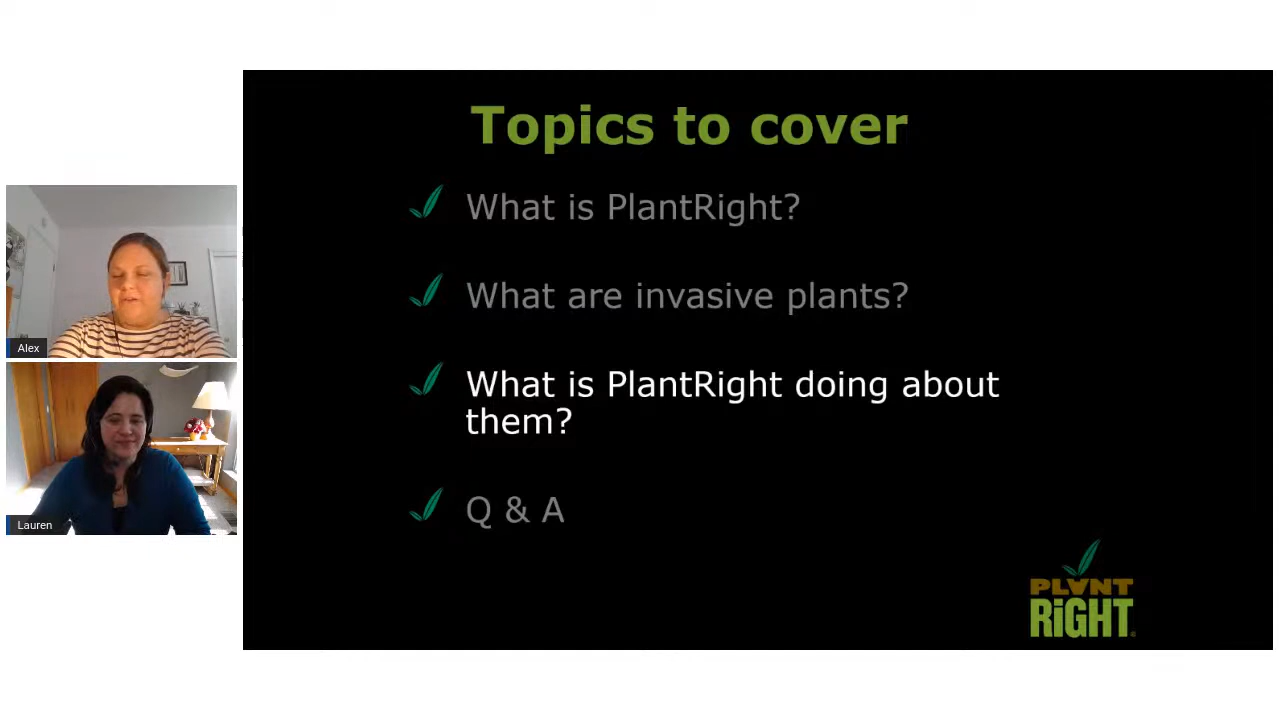 Topics to cover
What is PlantRight?
What are invasive plants?
What is PlantRight doing about
them?
Q & A
PLANT
RiGHT
Alex
Lauren